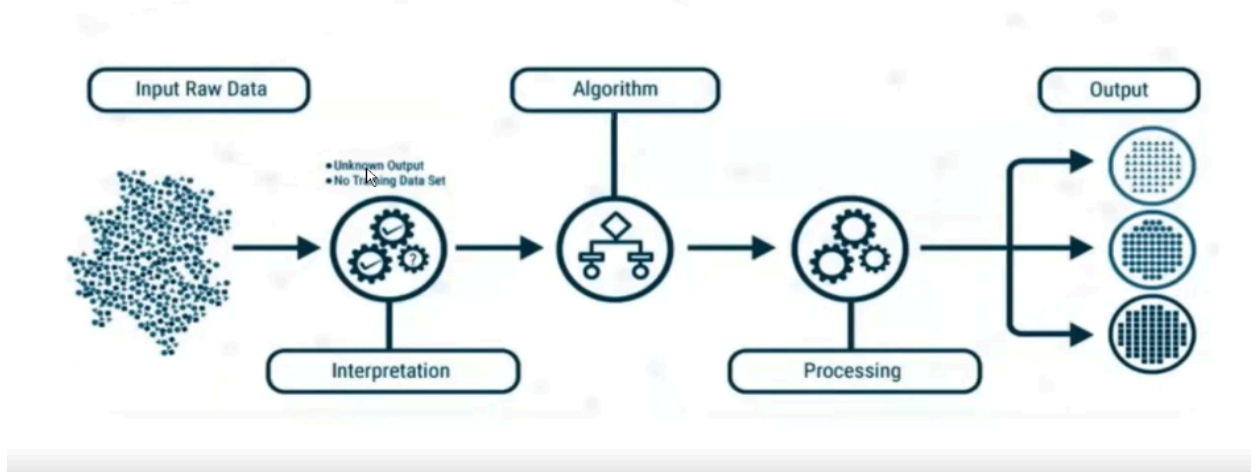 Input Raw Data
Algorithm
Output
• Unknown Output
• No Training Data Set
?
Interpretation
Processing